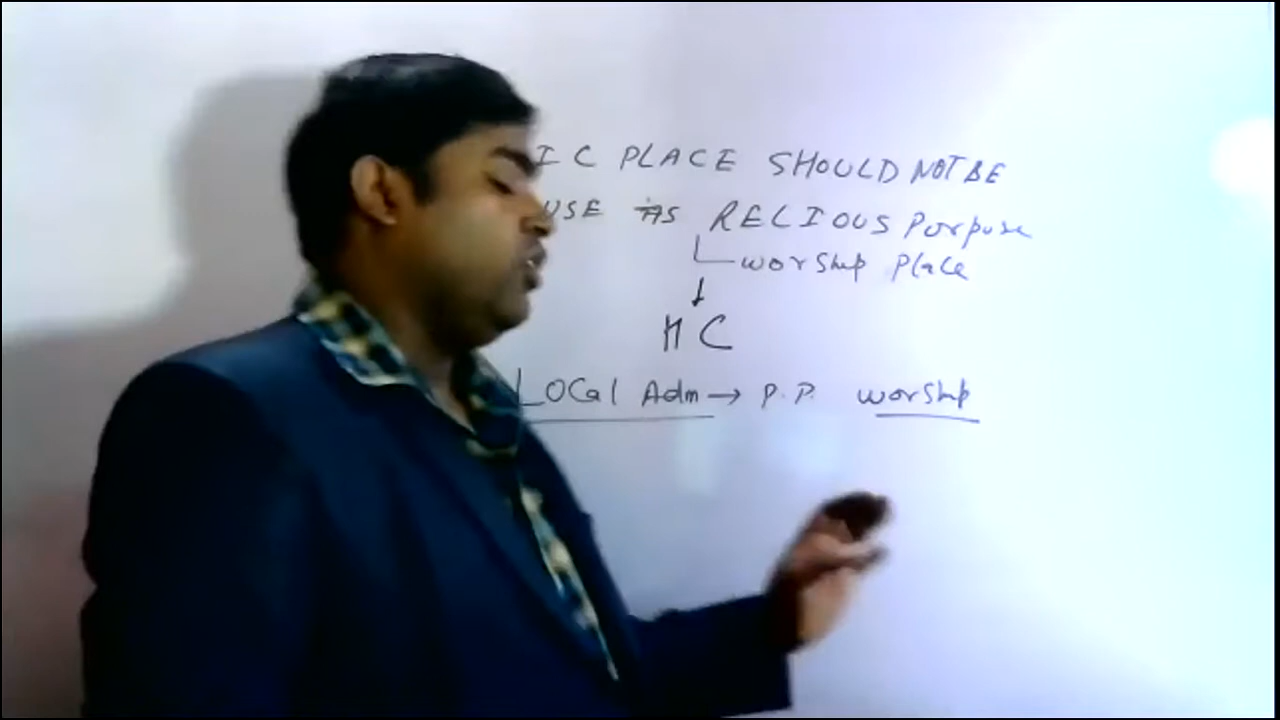 IC PLACE SHOULD NOT BE
USE AS RELIOUS Purpose
worship place
HC
LOCal Adm → P.P. worship